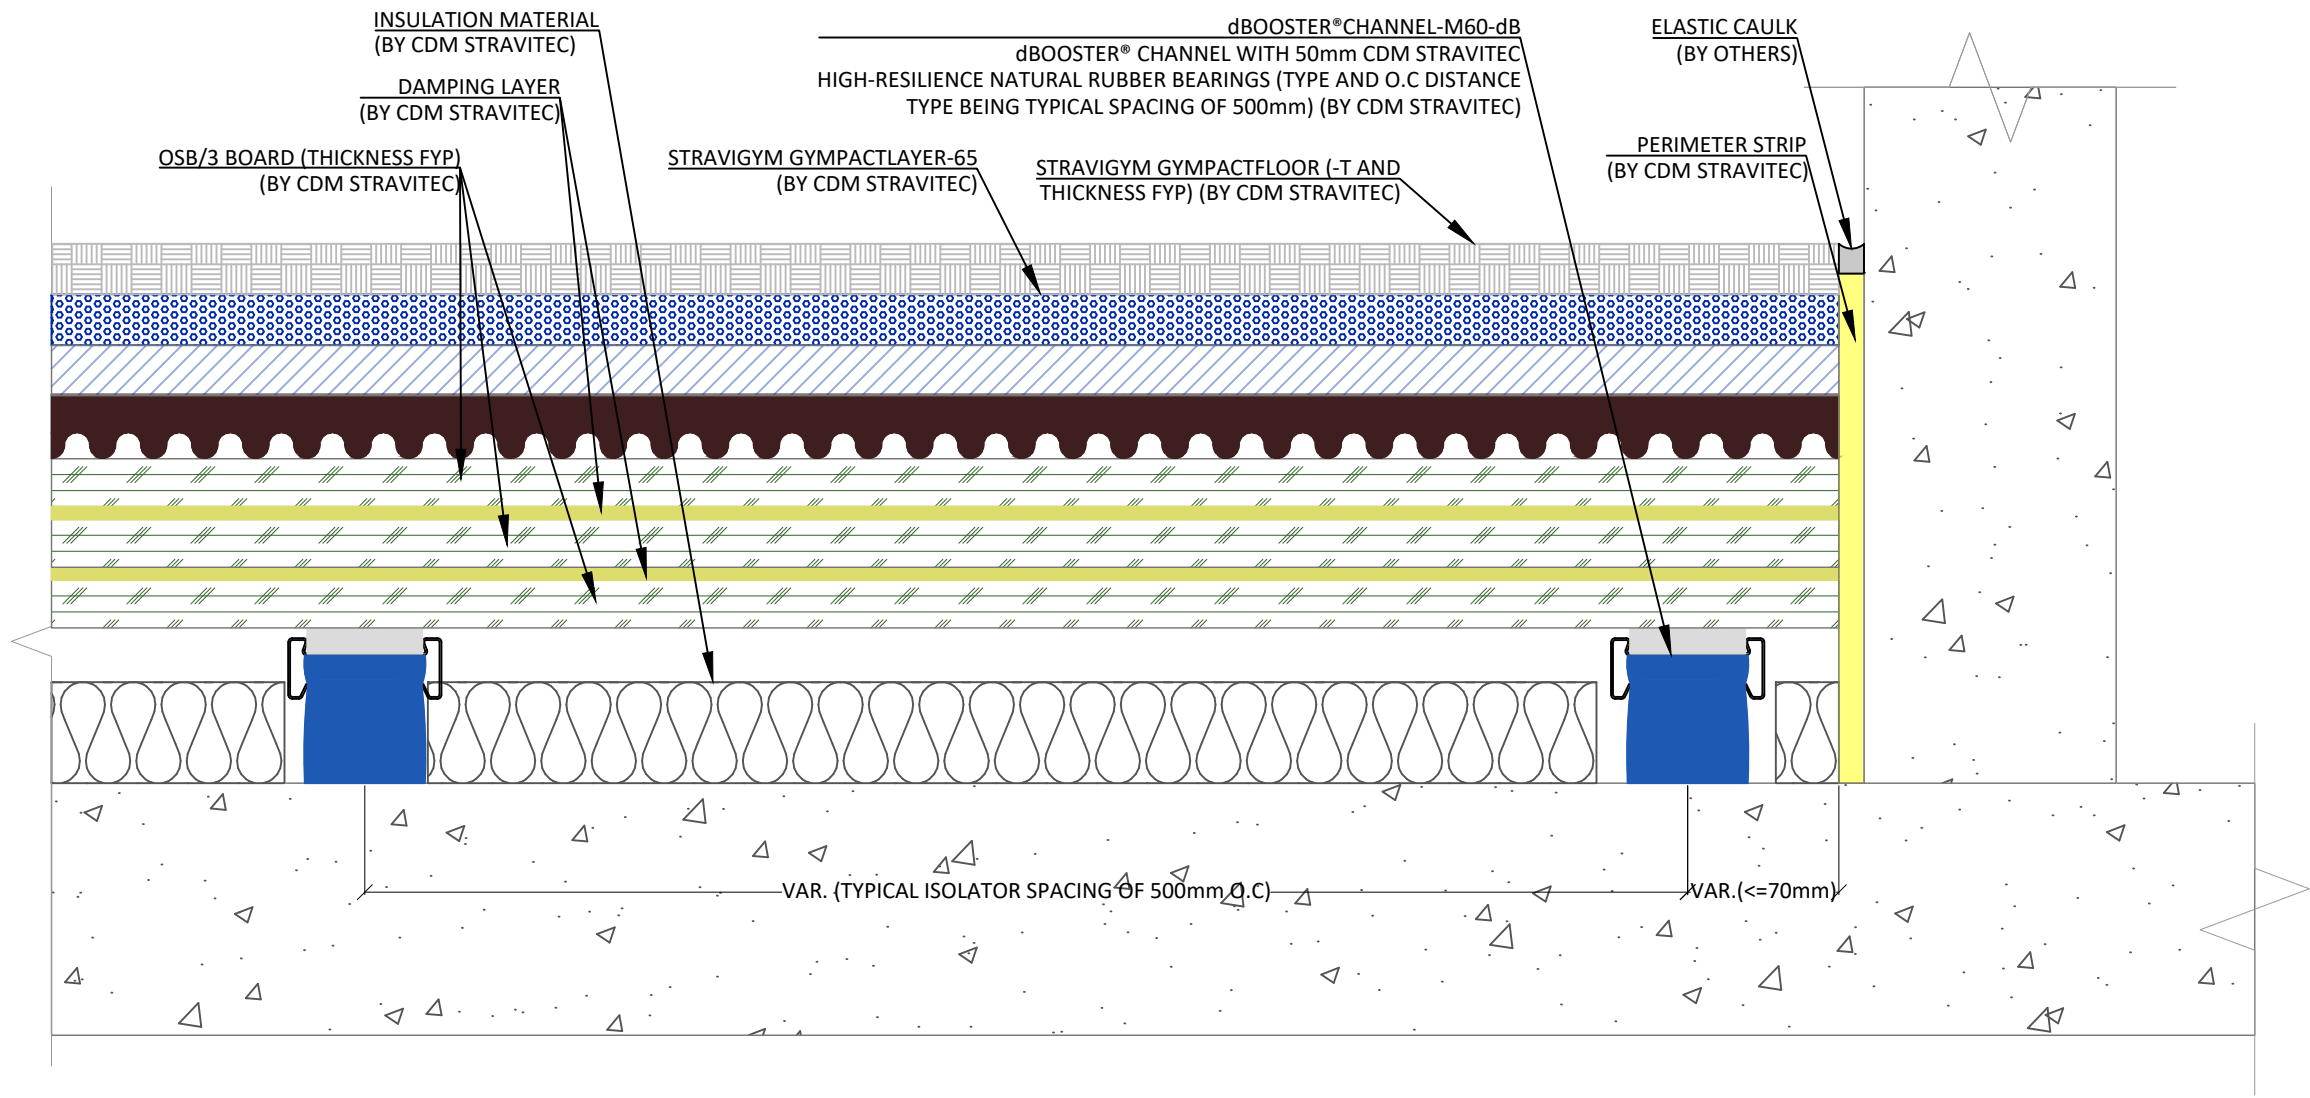 INSULATION MATERIAL
(BY CDM STRAVITEC)
DAMPING LAYER
(BY CDM STRAVITEC)
OSB/3 BOARD (THICKNESS FYP)
(BY CDM STRAVITEC)
STRAVIGYM GYMPACTLAYER-65
(BY CDM STRAVITEC)
dBOOSTER®CHANNEL-M60-dB
dBOOSTER® CHANNEL WITH 50mm CDM STRAVITEC
HIGH-RESILIENCE NATURAL RUBBER BEARINGS (TYPE AND O.C DISTANCE
TYPE BEING TYPICAL SPACING OF 500mm) (BY CDM STRAVITEC)
STRAVIGYM GYMPACTFLOOR (-T AND
THICKNESS FYP) (BY CDM STRAVITEC)
ELASTIC CAULK
(BY OTHERS)
PERIMETER STRIP
(BY CDM STRAVITEC)
VAR. (TYPICAL ISOLATOR SPACING OF 500mm O.C)
VAR.(<=70mm)